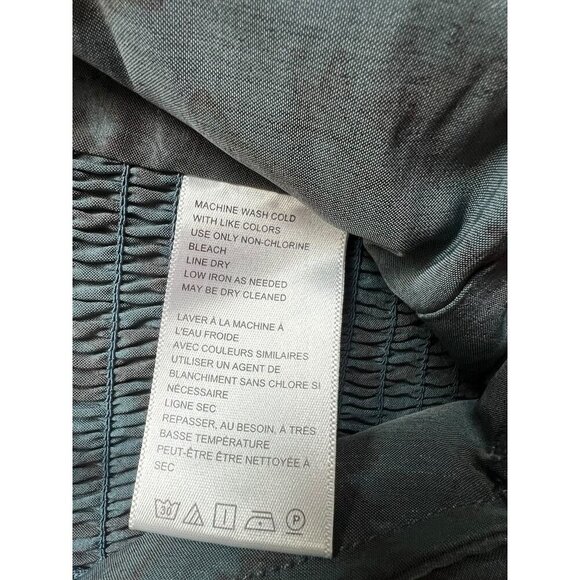 MACHINE WASH COLD
WITH LIKE COLORS
USE ONLY NON-CHLORINE
BLEACH
LINE DRY
LOW IRON AS NEEDED
MAY BE DRY CLEANED
LAVER À LA MACHINE À
L'EAU FROIDE
AVEC COULEURS SIMILAIRES
UTILISER UN AGENT DE
BLANCHIMENT SANS CHLORE SI
NÉCESSAIRE
LIGNE SEC
REPASSER, AU BESOIN. À TRÈS
BASSE TEMPÉRATURE
PEUT-ÊTRE ÊTRE NETTOYÉE À
SEC
30 P